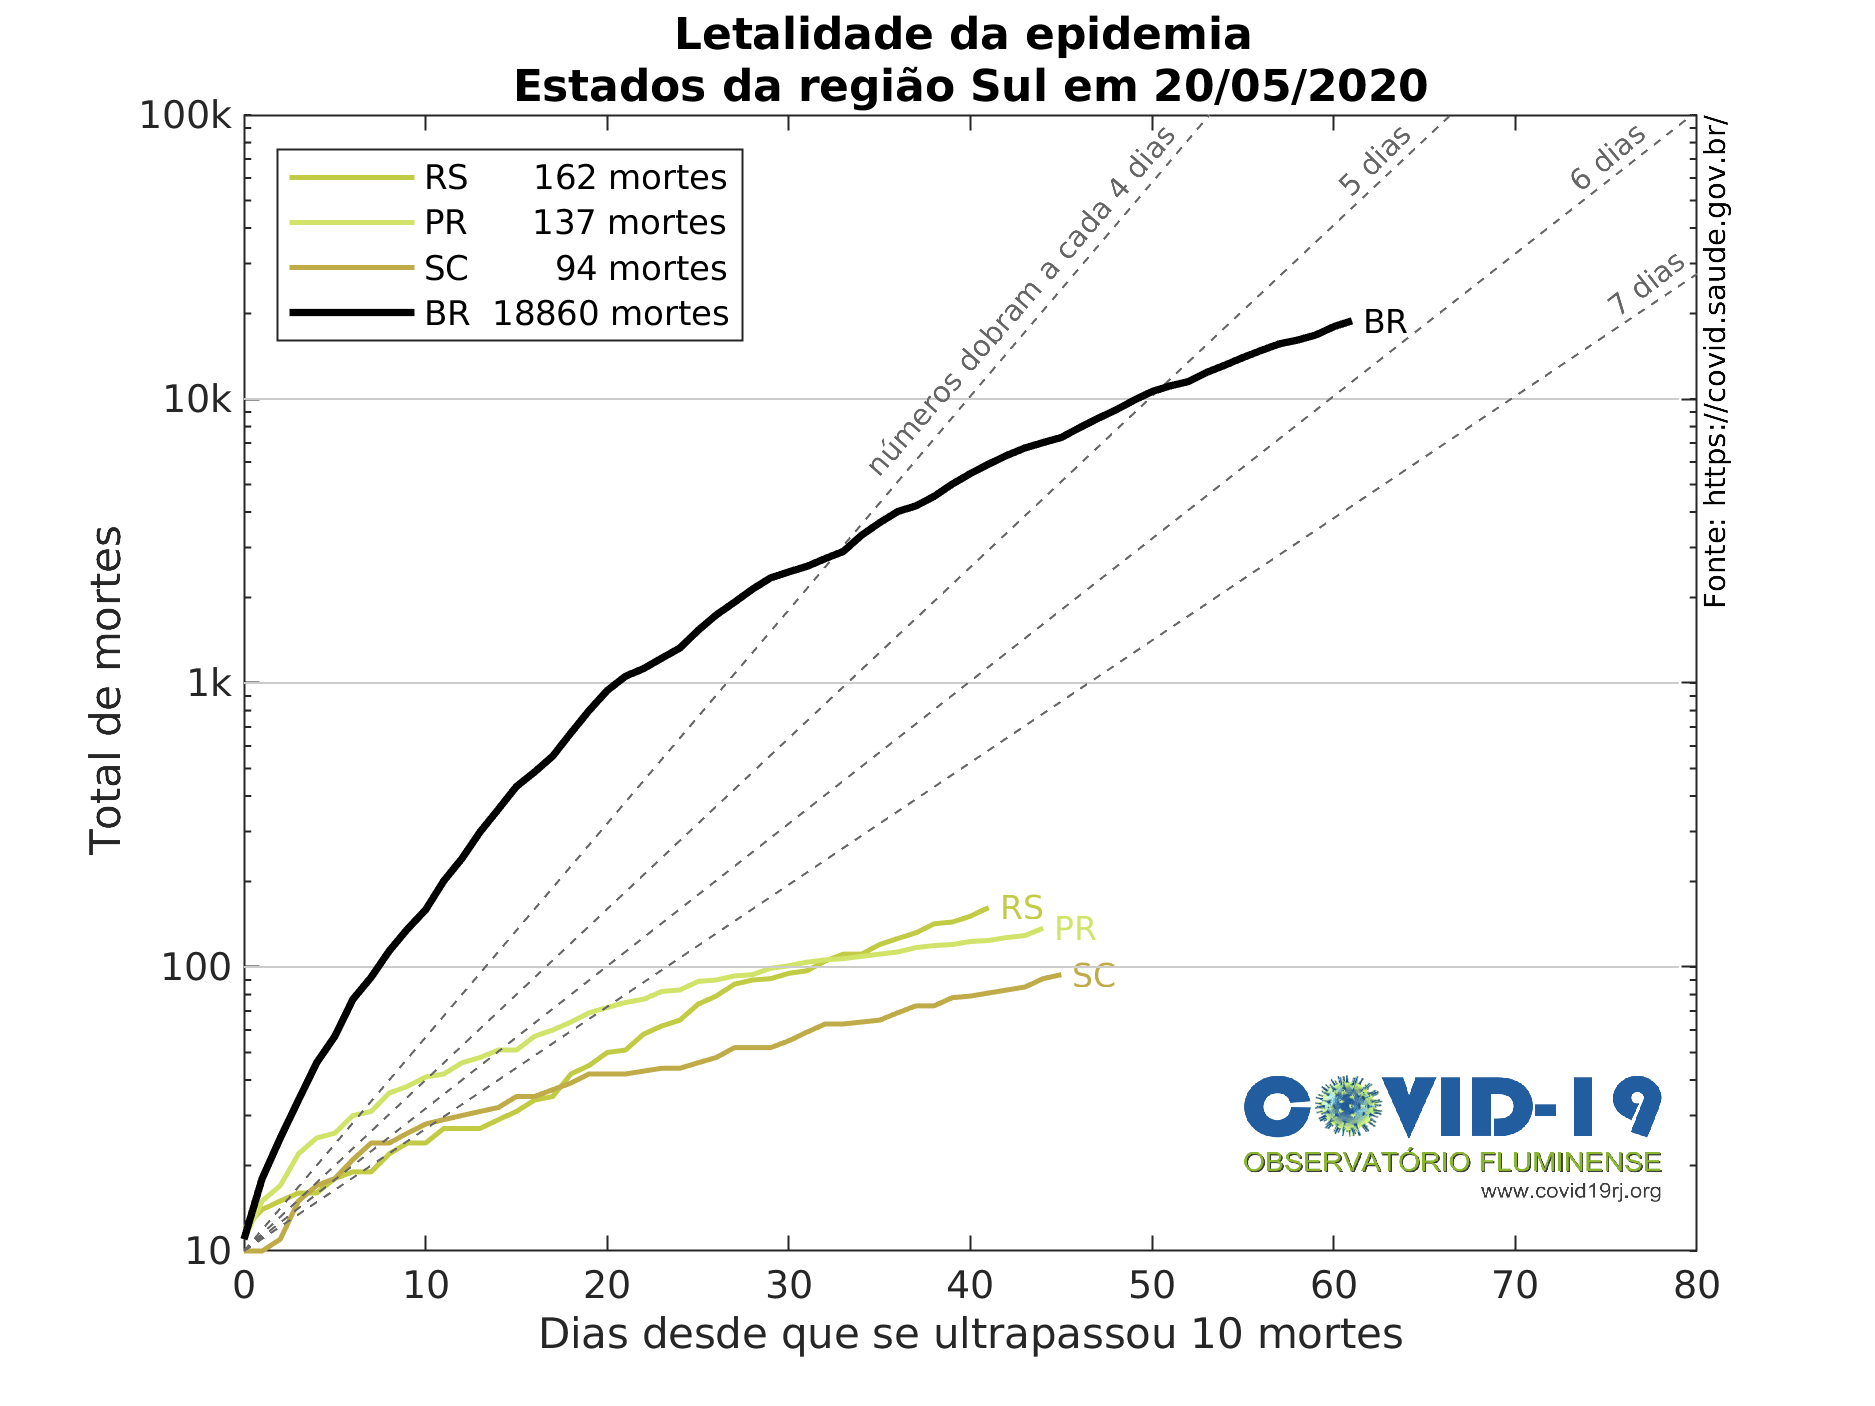 Letalidade da epidemia
Estados da região Sul em 20/05/2020
100k
10k
1k
100
10
Total de mortes
RS 162 mortes
PR 137 mortes
SC 94 mortes
BR 18860 mortes
números dobram a cada 4 dias
5 dias
6 dias
7 dias
BR
RS
PR
SC
Fonte: https://covid.saude.gov.br/
COVID-19
OBSERVATÓRIO FLUMINENSE
www.covid19rj.org
0 10 20 30 40 50 60 70 80
Dias desde que se ultrapassou 10 mortes